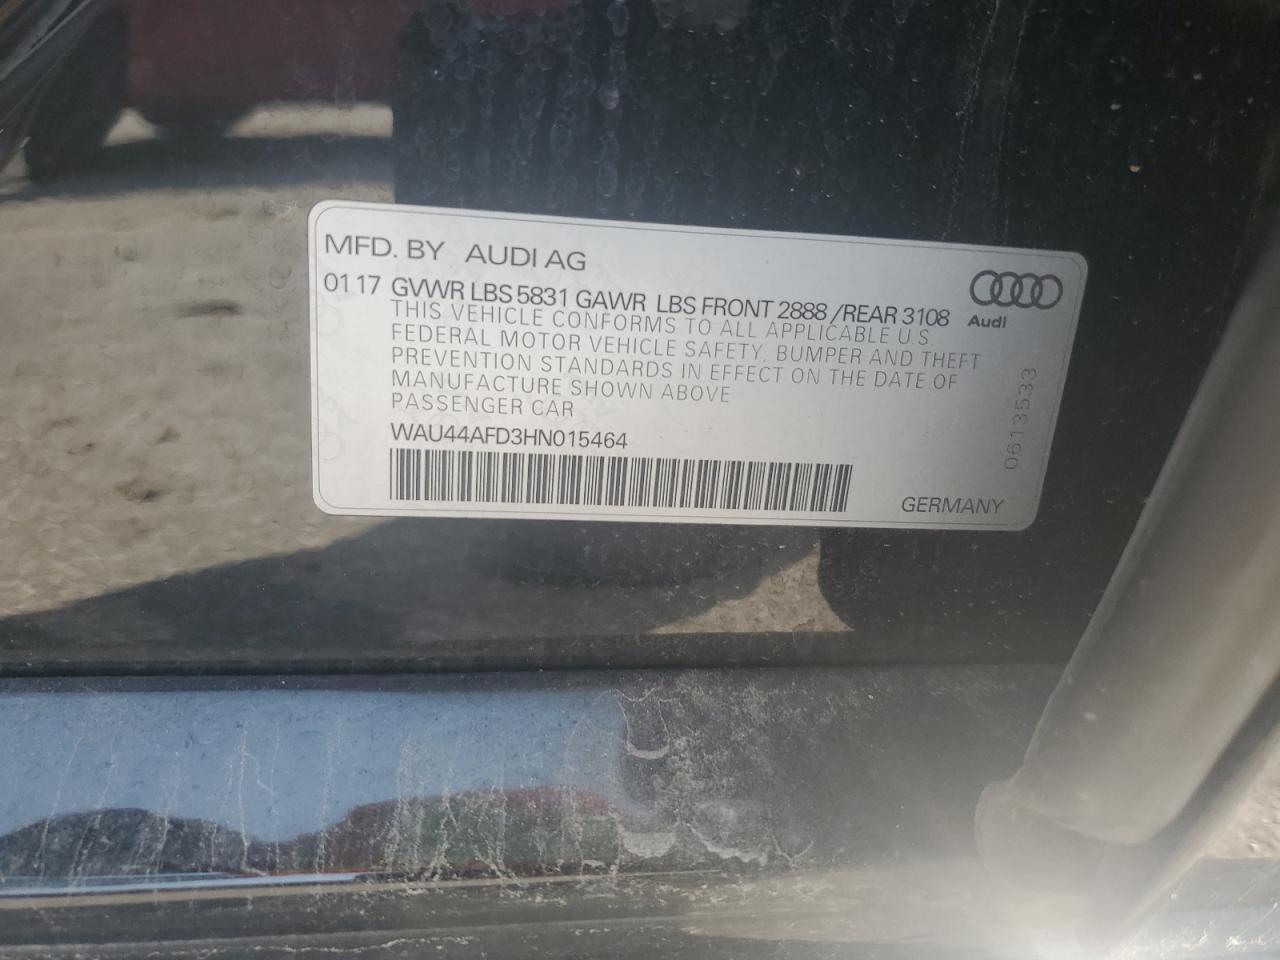 MFD. BY AUDI AG
01 17 GVWR LBS 5831 GAWR LBS FRONT 2888 /REAR 3108
Audi
THIS VEHICLE CONFORMS TO ALL APPLICABLE U.S.
FEDERAL MOTOR VEHICLE SAFETY, BUMPER AND THEFT
PREVENTION STANDARDS IN EFFECT ON THE DATE OF
MANUFACTURE SHOWN ABOVE
PASSENGER CAR
WAU44AFD3HN015464
GERMANY
0613533